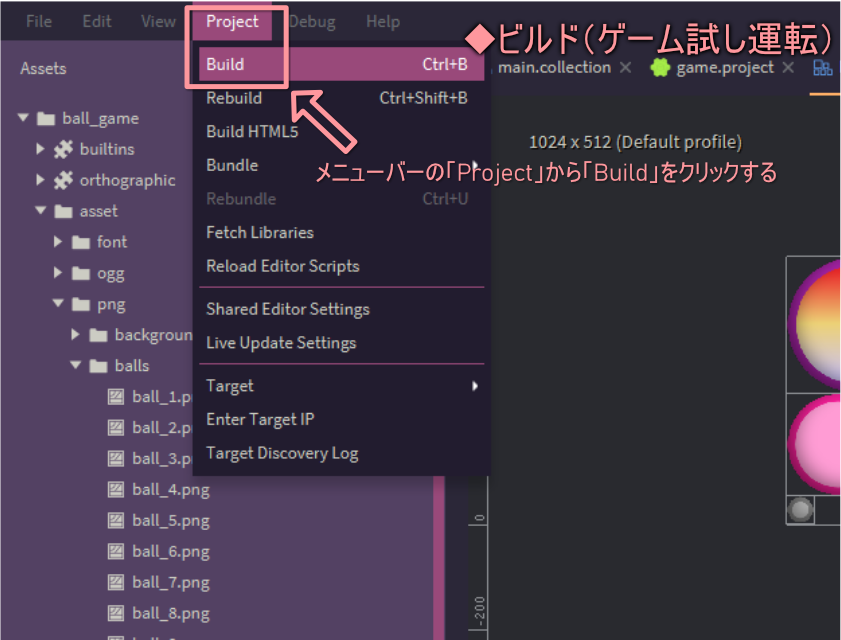 File Edit View Project Debug Help
◆ビルド(ゲーム試し運転)
Assets
Build Ctrl+B
main.collection
game.project
Rebuild Ctrl+Shift+B
ball_game
Build HTML5
1024 x 512 (Default profile)
builtins
Bundle
メニューバーの「Project」から「Build」をクリックする
orthographic
Rebundle Ctrl+U
asset
Fetch Libraries
font
Reload Editor Scripts
ogg
png
Shared Editor Settings
backgroun
Live Update Settings
balls
Target
ball_1.p
Enter Target IP
ball_2.p
Target Discovery Log
ball_3.p
ball_4.png
ball_5.png
0
ball_6.png
ball_7.png
ball_8.png
-200